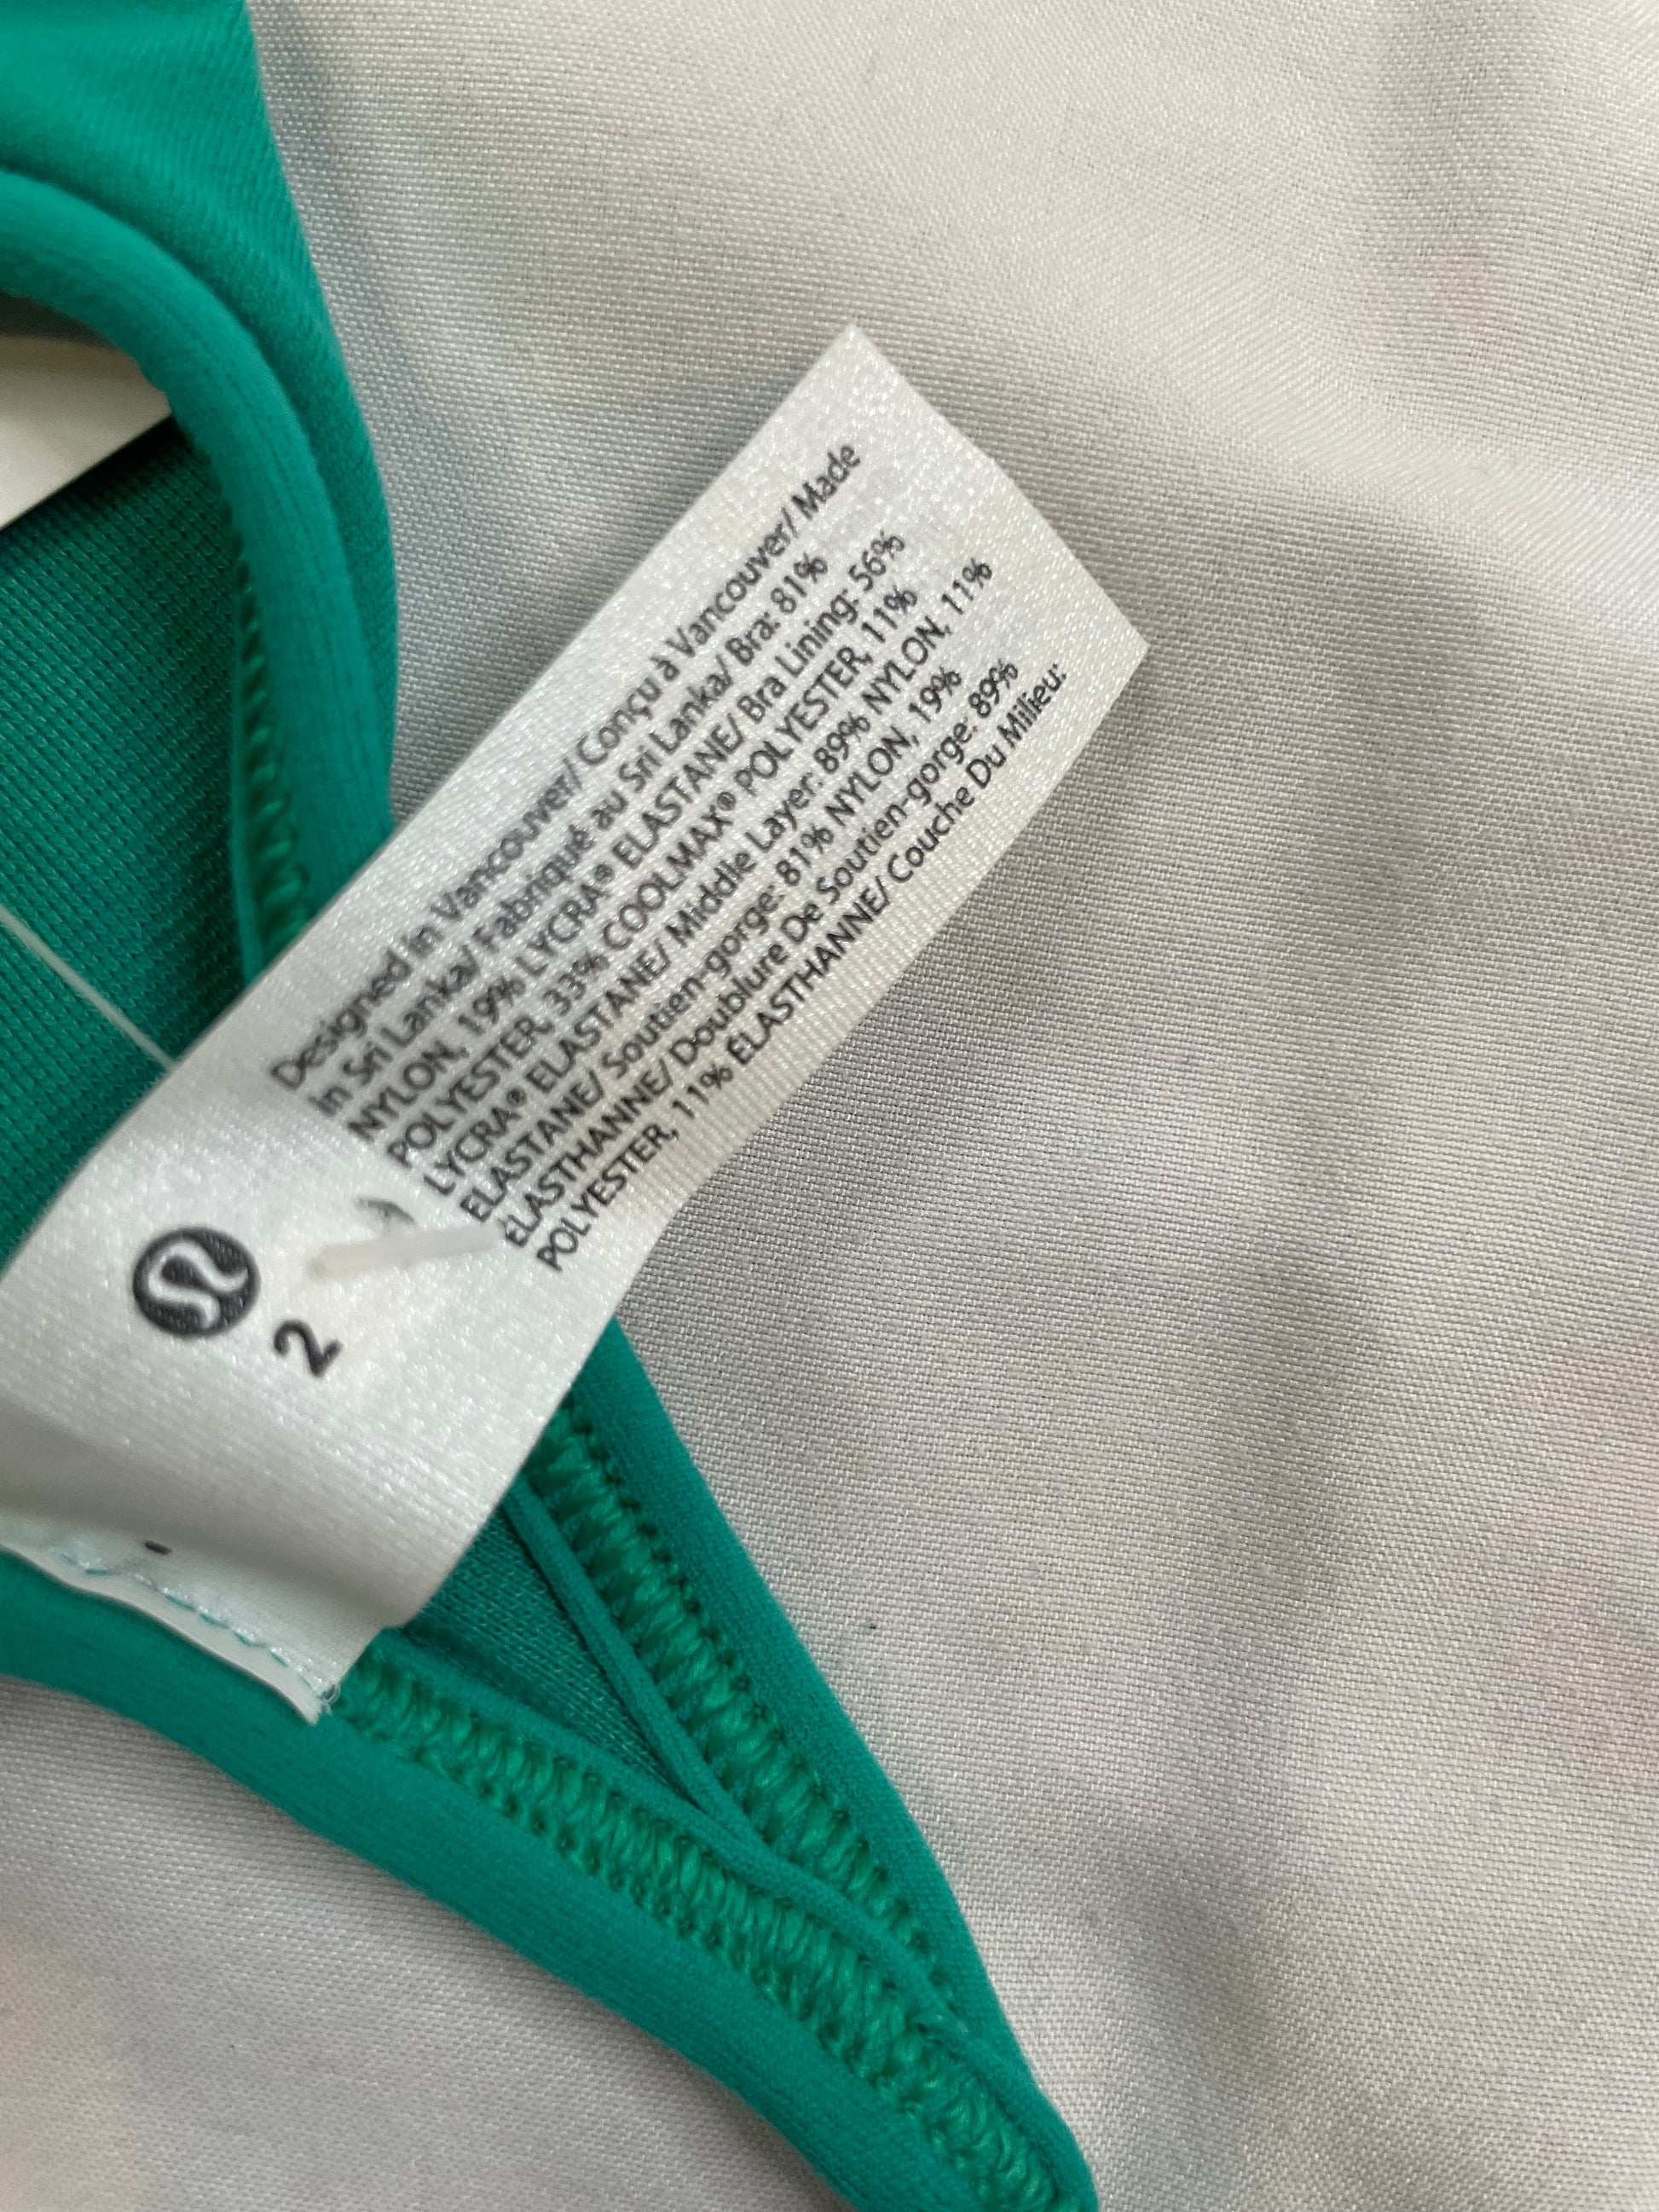 2
Designed in Vancouver/ Conçu à Vancouver/ Made
in Sri Lanka/ Fabriqué au Sri Lanka/ Bra: 81%
NYLON, 19% LYCRA® ELASTANE/ Bra Lining: 56%
POLYESTER, 33% COOLMAX® POLYESTER, 11%
LYCRA® ELASTANE/ Middle Layer: 89% NYLON, 11%
ELASTANE/ Soutien-gorge: 81% NYLON, 19%
ÉLASTHANNE/ Doublure De Soutien-gorge: 89%
POLYESTER, 11% ÉLASTHANNE/ Couche Du Milieu: